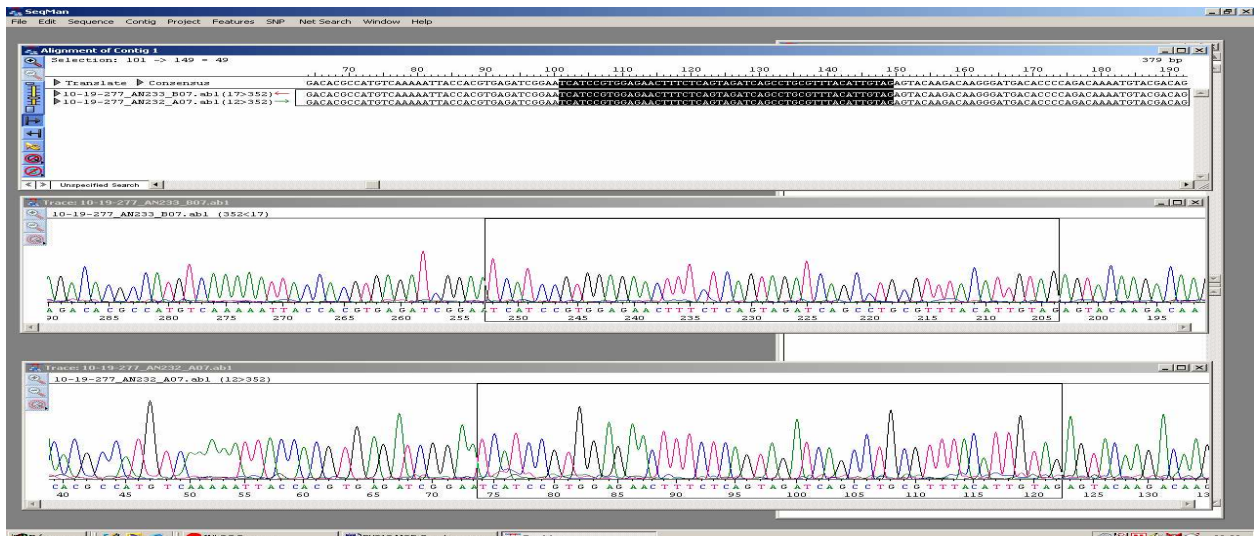 SeqMan
File Edit Sequence Contig Project Features SNP Net Search Window Help
Alignment of Contig 1
Selection: 101 -> 149 = 49
379 bp
70 80 90 100 110 120 130 140 150 160 170 180 190
Translate Consensus GACACGCCATGTCAAAAATTACCACGTGAGATCGGAATCATCCGTGGAGAACTTTCTCAGTAGATCAGCCTGCGTTTACATTGTAGAGTACAAGACAAGGGATGACACCCCAGACAAAATGTACGACAG
10-19-277_AN233_B07.ab1(17>352) GACACGCCATGTCAAAAATTACCACGTGAGATCGGAATCATCCGTGGAGAACTTTCTCAGTAGATCAGCCTGCGTTTACATTGTAGAGTACAAGACAAGGGATGACACCCCAGACAAAATGTACGACAG
10-19-277_AN232_A07.ab1(12>352) GACACGCCATGTCAAAAATTACCACGTGAGATCGGAATCATCCGTGGAGAACTTTCTCAGTAGATCAGCCTGCGTTTACATTGTAGAGTACAAGACAAGGGATGACACCCCAGACAAAATGTACGACAG
Unspecified Search
Trace: 10-19-277_AN233_B07.ab1
10-19-277_AN233_B07.ab1 (352<17)
A G A C A C G C C A T G T C A A A A A T T A C C A C G T G A G A T C G G A A T C A T C C G T G G A G A A C T T T C T C A G T A G A T C A G C C T G C G T T T A C A T T G T A G A G T A C A A G A C A A
90 285 280 275 270 265 260 255 250 245 240 235 230 225 220 215 210 205 200 195
Trace: 10-19-277_AN232_A07.ab1
10-19-277_AN232_A07.ab1 (12>352)
C A C G C C A T G T C A A A A A T T A C C A C G T G A G A T C G G A A T C A T C C G T G G A G A A C T T T C T C A G T A G A T C A G C C T G C G T T T A C A T T G T A G A G T A C A A G A C A A G
40 45 50 55 60 65 70 75 80 85 90 95 100 105 110 115 120 125 130 13